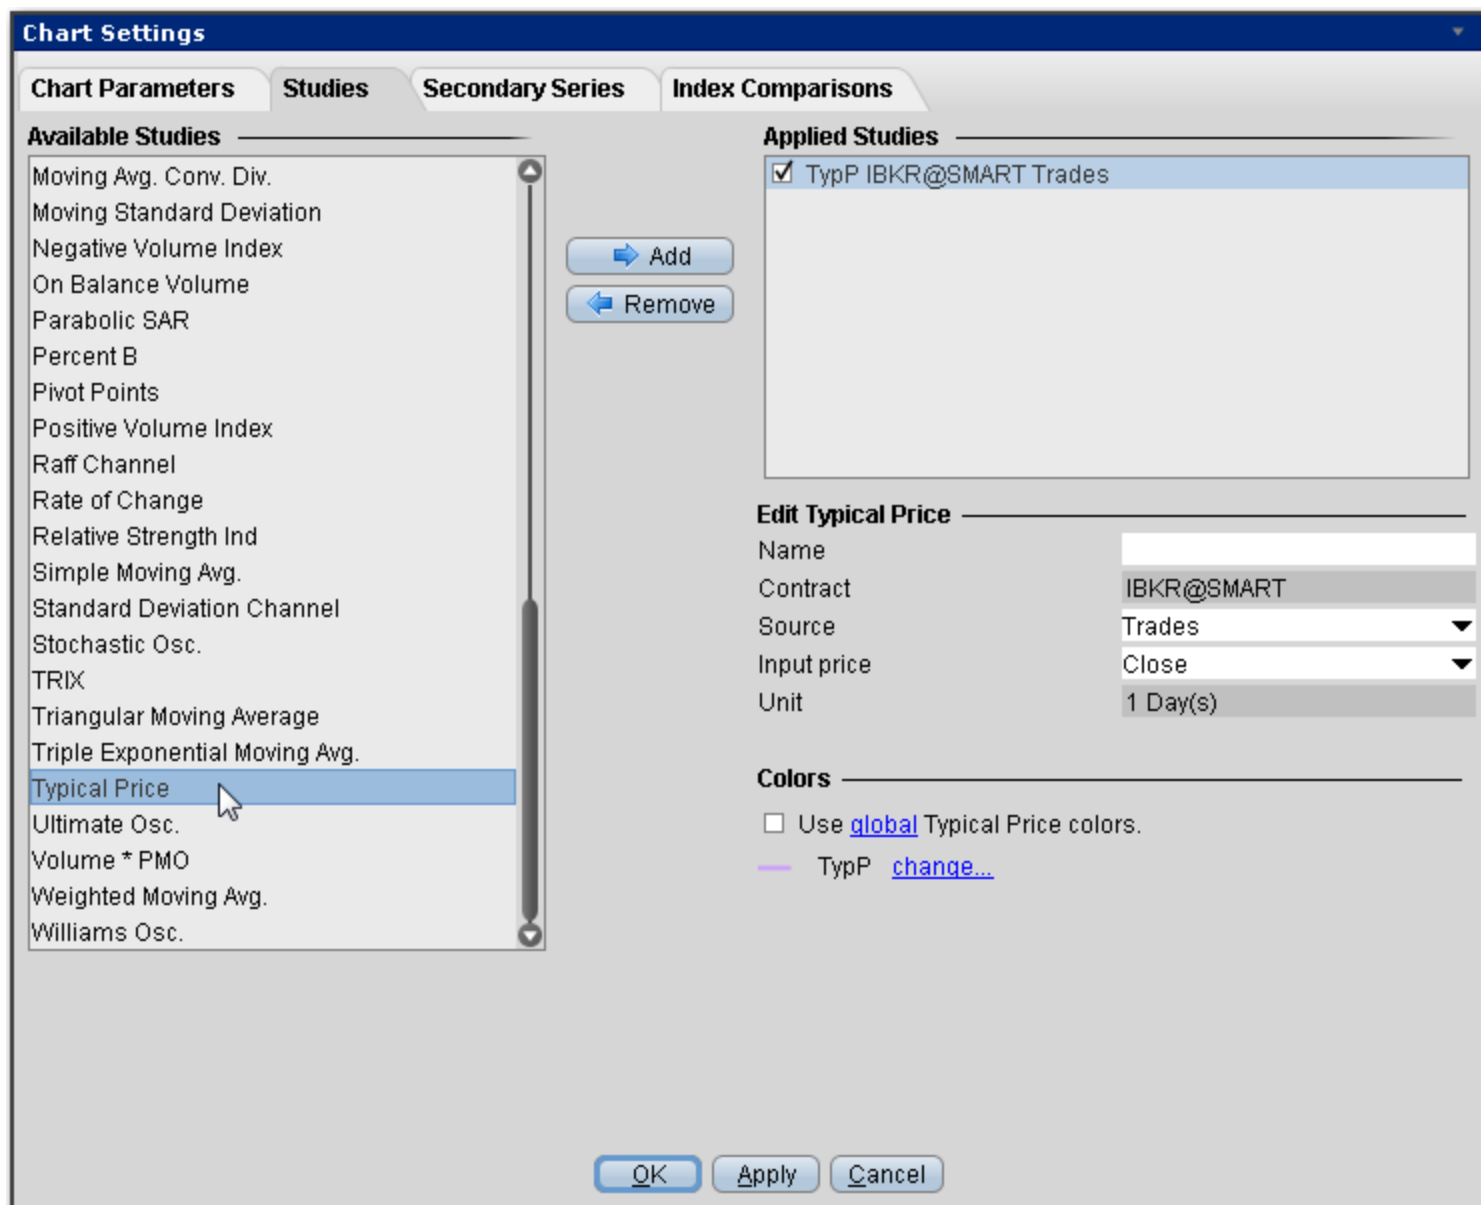 Chart Settings
Chart Parameters
Studies
Secondary Series
Index Comparisons
Available Studies
Moving Avg. Conv. Div.
Moving Standard Deviation
Negative Volume Index
On Balance Volume
Parabolic SAR
Percent B
Pivot Points
Positive Volume Index
Raff Channel
Rate of Change
Relative Strength Ind
Simple Moving Avg.
Standard Deviation Channel
Stochastic Osc.
TRIX
Triangular Moving Average
Triple Exponential Moving Avg.
Typical Price
Ultimate Osc.
Volume * PMO
Weighted Moving Avg.
Williams Osc.
Add
Remove
Applied Studies
TypP IBKR@SMART Trades
Edit Typical Price
Name
Contract IBKR@SMART
Source Trades
Input price Close
Unit 1 Day(s)
Colors
Use global Typical Price colors.
TypP change...
OK Apply Cancel